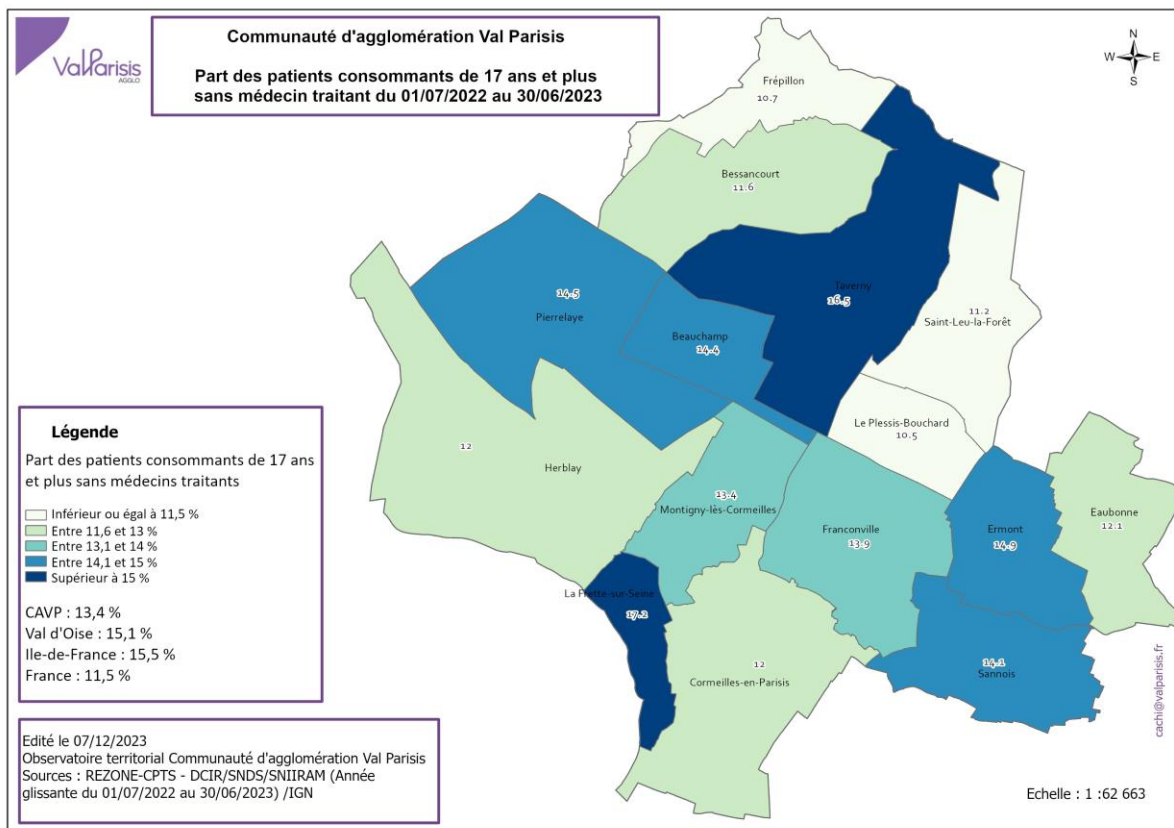 ValParisis
AGGLO
Communauté d'agglomération Val Parisis
Part des patients consommants de 17 ans et plus
sans médecin traitant du 01/07/2022 au 30/06/2023
N
W E
S
Frépillon
10.7
Bessancourt
11.6
Taverny
16.5
11.2
Saint-Leu-la-Forêt
14.5
Pierrelaye
Beauchamp
14.4
Le Plessis-Bouchard
10.5
12
Herblay
13.4
Montigny-lès-Cormeilles
Franconville
13.9
Ermont
14.9
Eaubonne
12.1
La Frette-sur-Seine
17.2
12
Cormeilles-en-Parisis
14.1
Sannois
Légende
Part des patients consommants de 17 ans
et plus sans médecins traitants
Inférieur ou égal à 11,5 %
Entre 11,6 et 13 %
Entre 13,1 et 14 %
Entre 14,1 et 15 %
Supérieur à 15 %
CAVP : 13,4 %
Val d'Oise : 15,1 %
Ile-de-France : 15,5 %
France : 11,5 %
Edité le 07/12/2023
Observatoire territorial Communauté d'agglomération Val Parisis
Sources : REZONE-CPTS - DCIR/SNDS/SNIIRAM (Année
glissante du 01/07/2022 au 30/06/2023) /IGN
cachi@valparisis.fr
Echelle : 1 :62 663